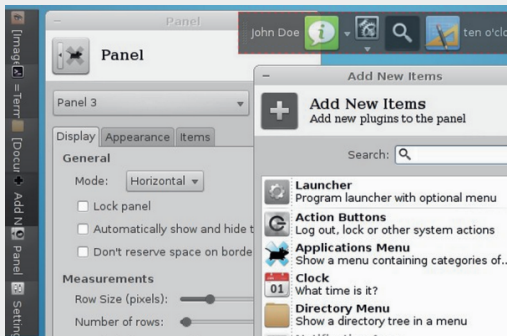 Panel
John Doe
ten o'clo
Panel
Panel 3
Display Appearance Items
General
Mode: Horizontal
Lock panel
Automatically show and hide t
Don't reserve space on borde
Measurements
Row Size (pixels):
Number of rows:
Add New Items
Add New Items
Add new plugins to the panel
Search:
Launcher
Program launcher with optional menu
Action Buttons
Log out, lock or other system actions
Applications Menu
Show a menu containing categories of...
01
Clock
What time is it?
Directory Menu
Show a directory tree in a menu
[Image
=Term
[Docum
Add N
Panel
Setting